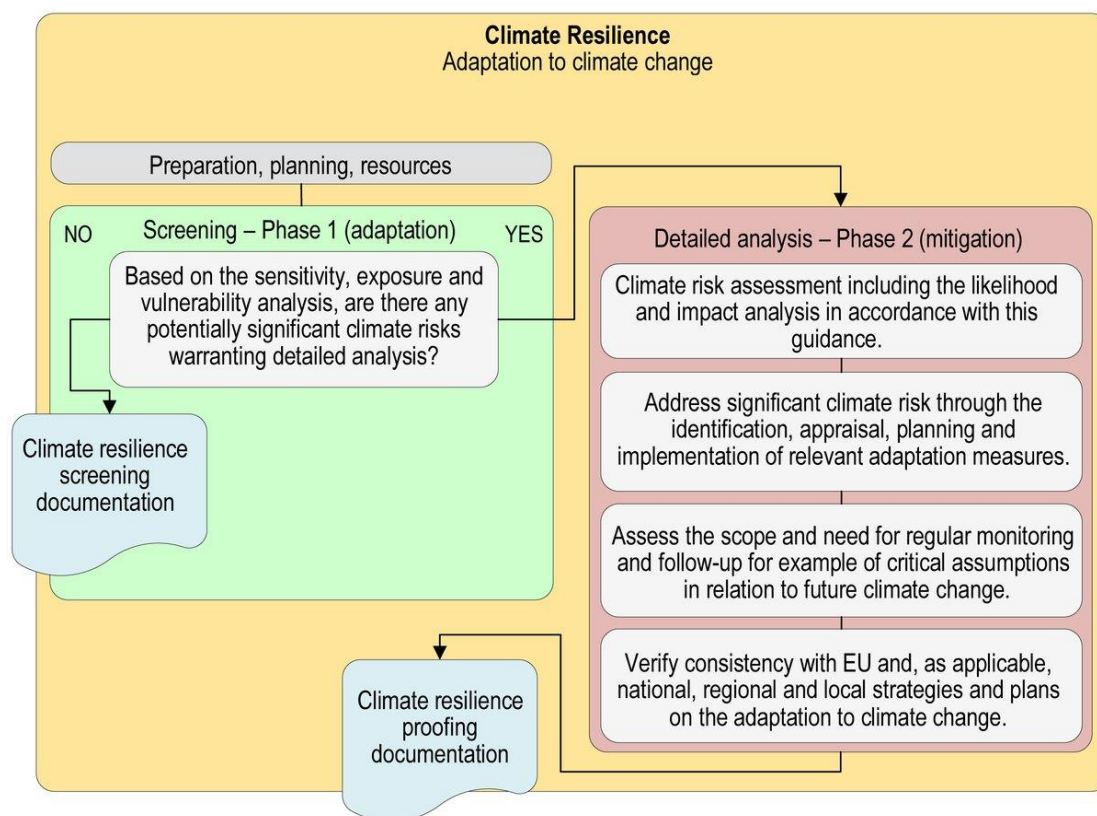 Climate Resilience
Adaptation to climate change
Preparation, planning, resources
NO
Screening – Phase 1 (adaptation)
YES
Based on the sensitivity, exposure and
vulnerability analysis, are there any
potentially significant climate risks
warranting detailed analysis?
Climate resilience
screening
documentation
Detailed analysis – Phase 2 (mitigation)
Climate risk assessment including the likelihood
and impact analysis in accordance with this
guidance.
Address significant climate risk through the
identification, appraisal, planning and
implementation of relevant adaptation measures.
Assess the scope and need for regular monitoring
and follow-up for example of critical assumptions
in relation to future climate change.
Verify consistency with EU and, as applicable,
national, regional and local strategies and plans
on the adaptation to climate change.
Climate resilience
proofing
documentation